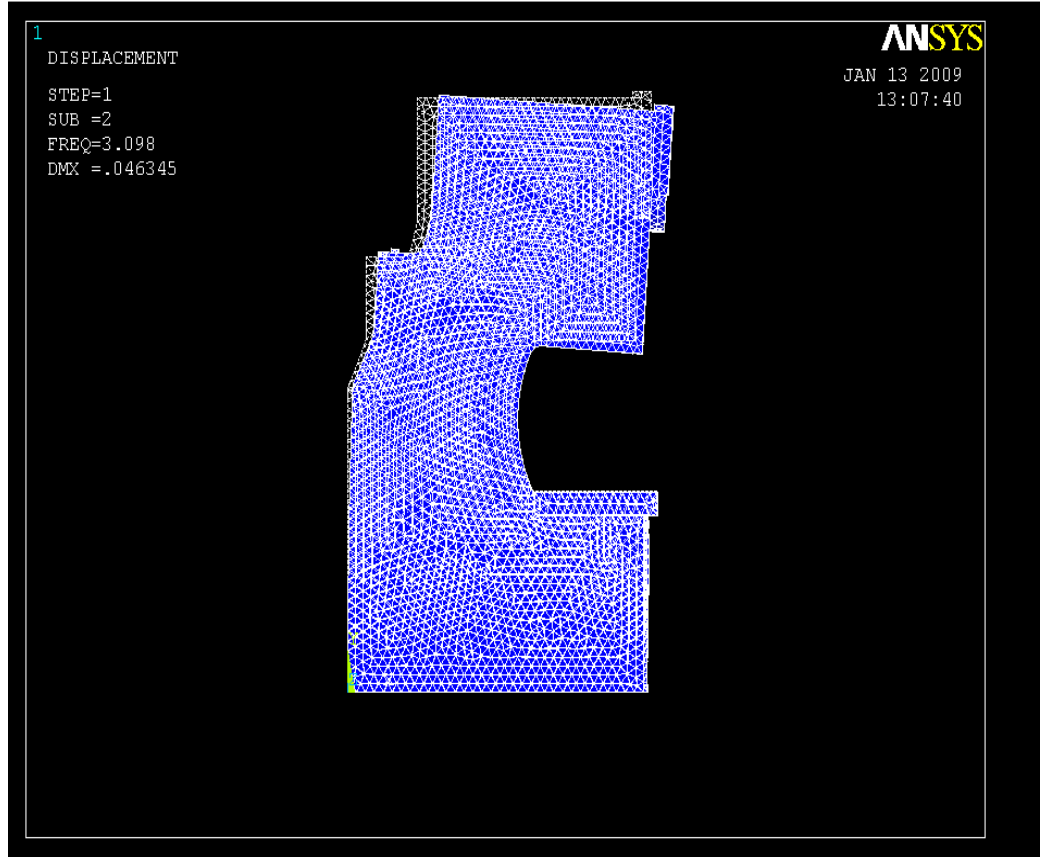 1
ANSYS
DISPLACEMENT
JAN 13 2009
13:07:40
STEP=1
SUB =2
FREQ=3.098
DMX =.046345